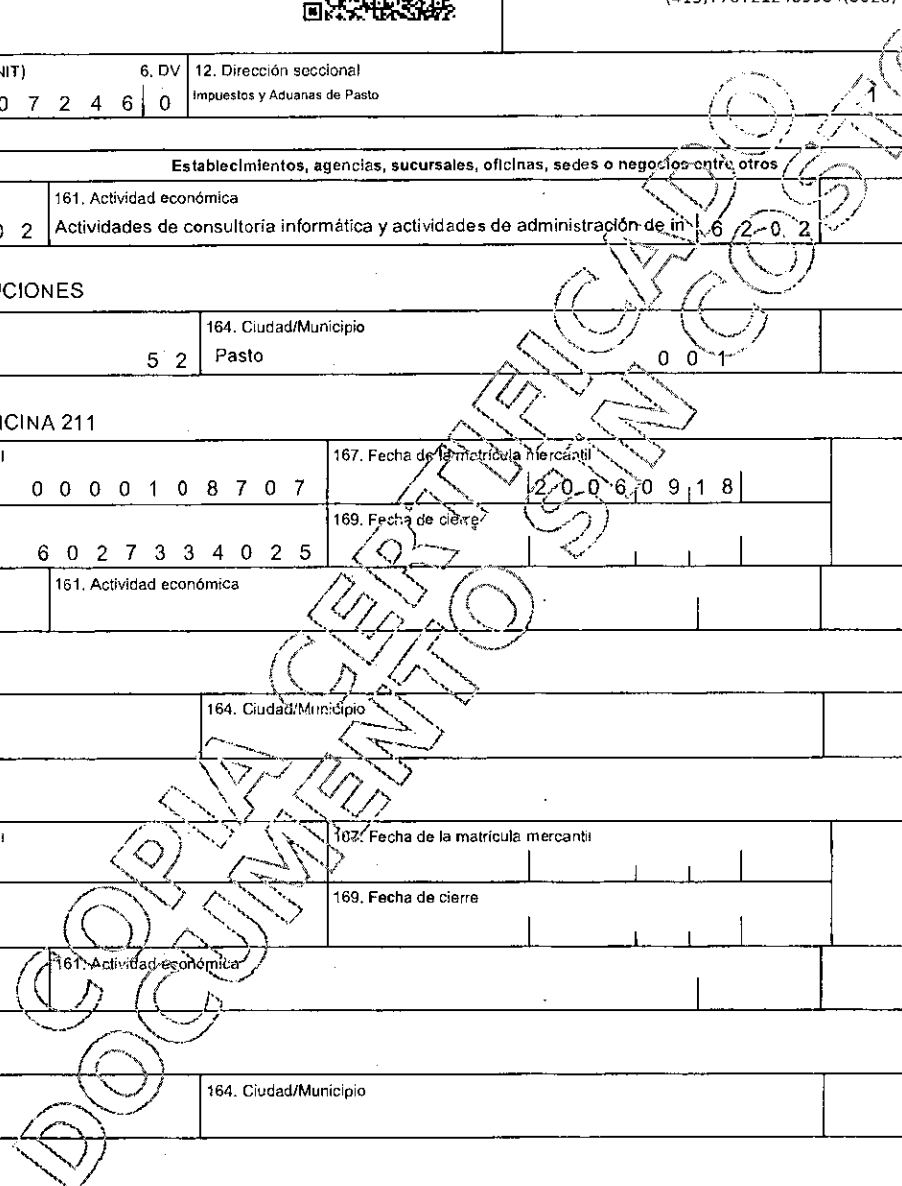 NIT) 6. DV 12. Dirección seccional
0 7 2 4 6 0 Impuestos y Aduanas de Pasto 1
Establecimientos, agencias, sucursales, oficinas, sedes o negocios entre otros
161. Actividad económica
0 2 Actividades de consultoría informática y actividades de administración de in 6 2 0 2
CIONES
164. Ciudad/Municipio
5 2 Pasto 0 0 1
ICINA 211
167. Fecha de la matrícula mercantil
0 0 0 0 1 0 8 7 0 7 2 0 0 6 0 9 1 8
169. Fecha de cierre
6 0 2 7 3 3 4 0 2 5
161. Actividad económica
164. Ciudad/Municipio
167. Fecha de la matrícula mercantil
169. Fecha de cierre
161. Actividad económica
164. Ciudad/Municipio
COPIA CERTIFICADO
DOCUMENTO SIN COSTO